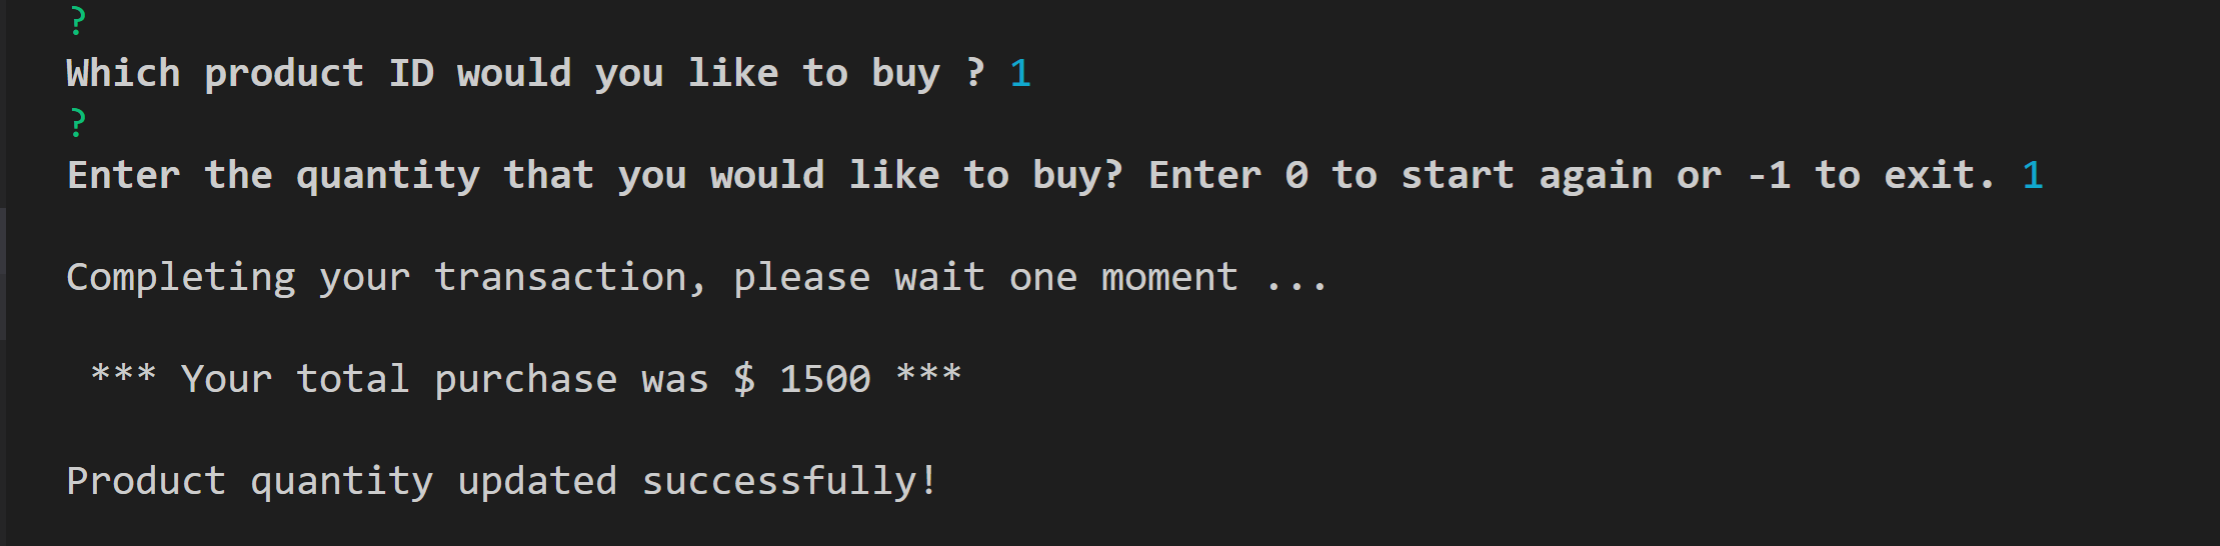 ?
Which product ID would you like to buy ? 1
?
Enter the quantity that you would like to buy? Enter 0 to start again or -1 to exit. 1
Completing your transaction, please wait one moment ...
*** Your total purchase was $ 1500 ***
Product quantity updated successfully!